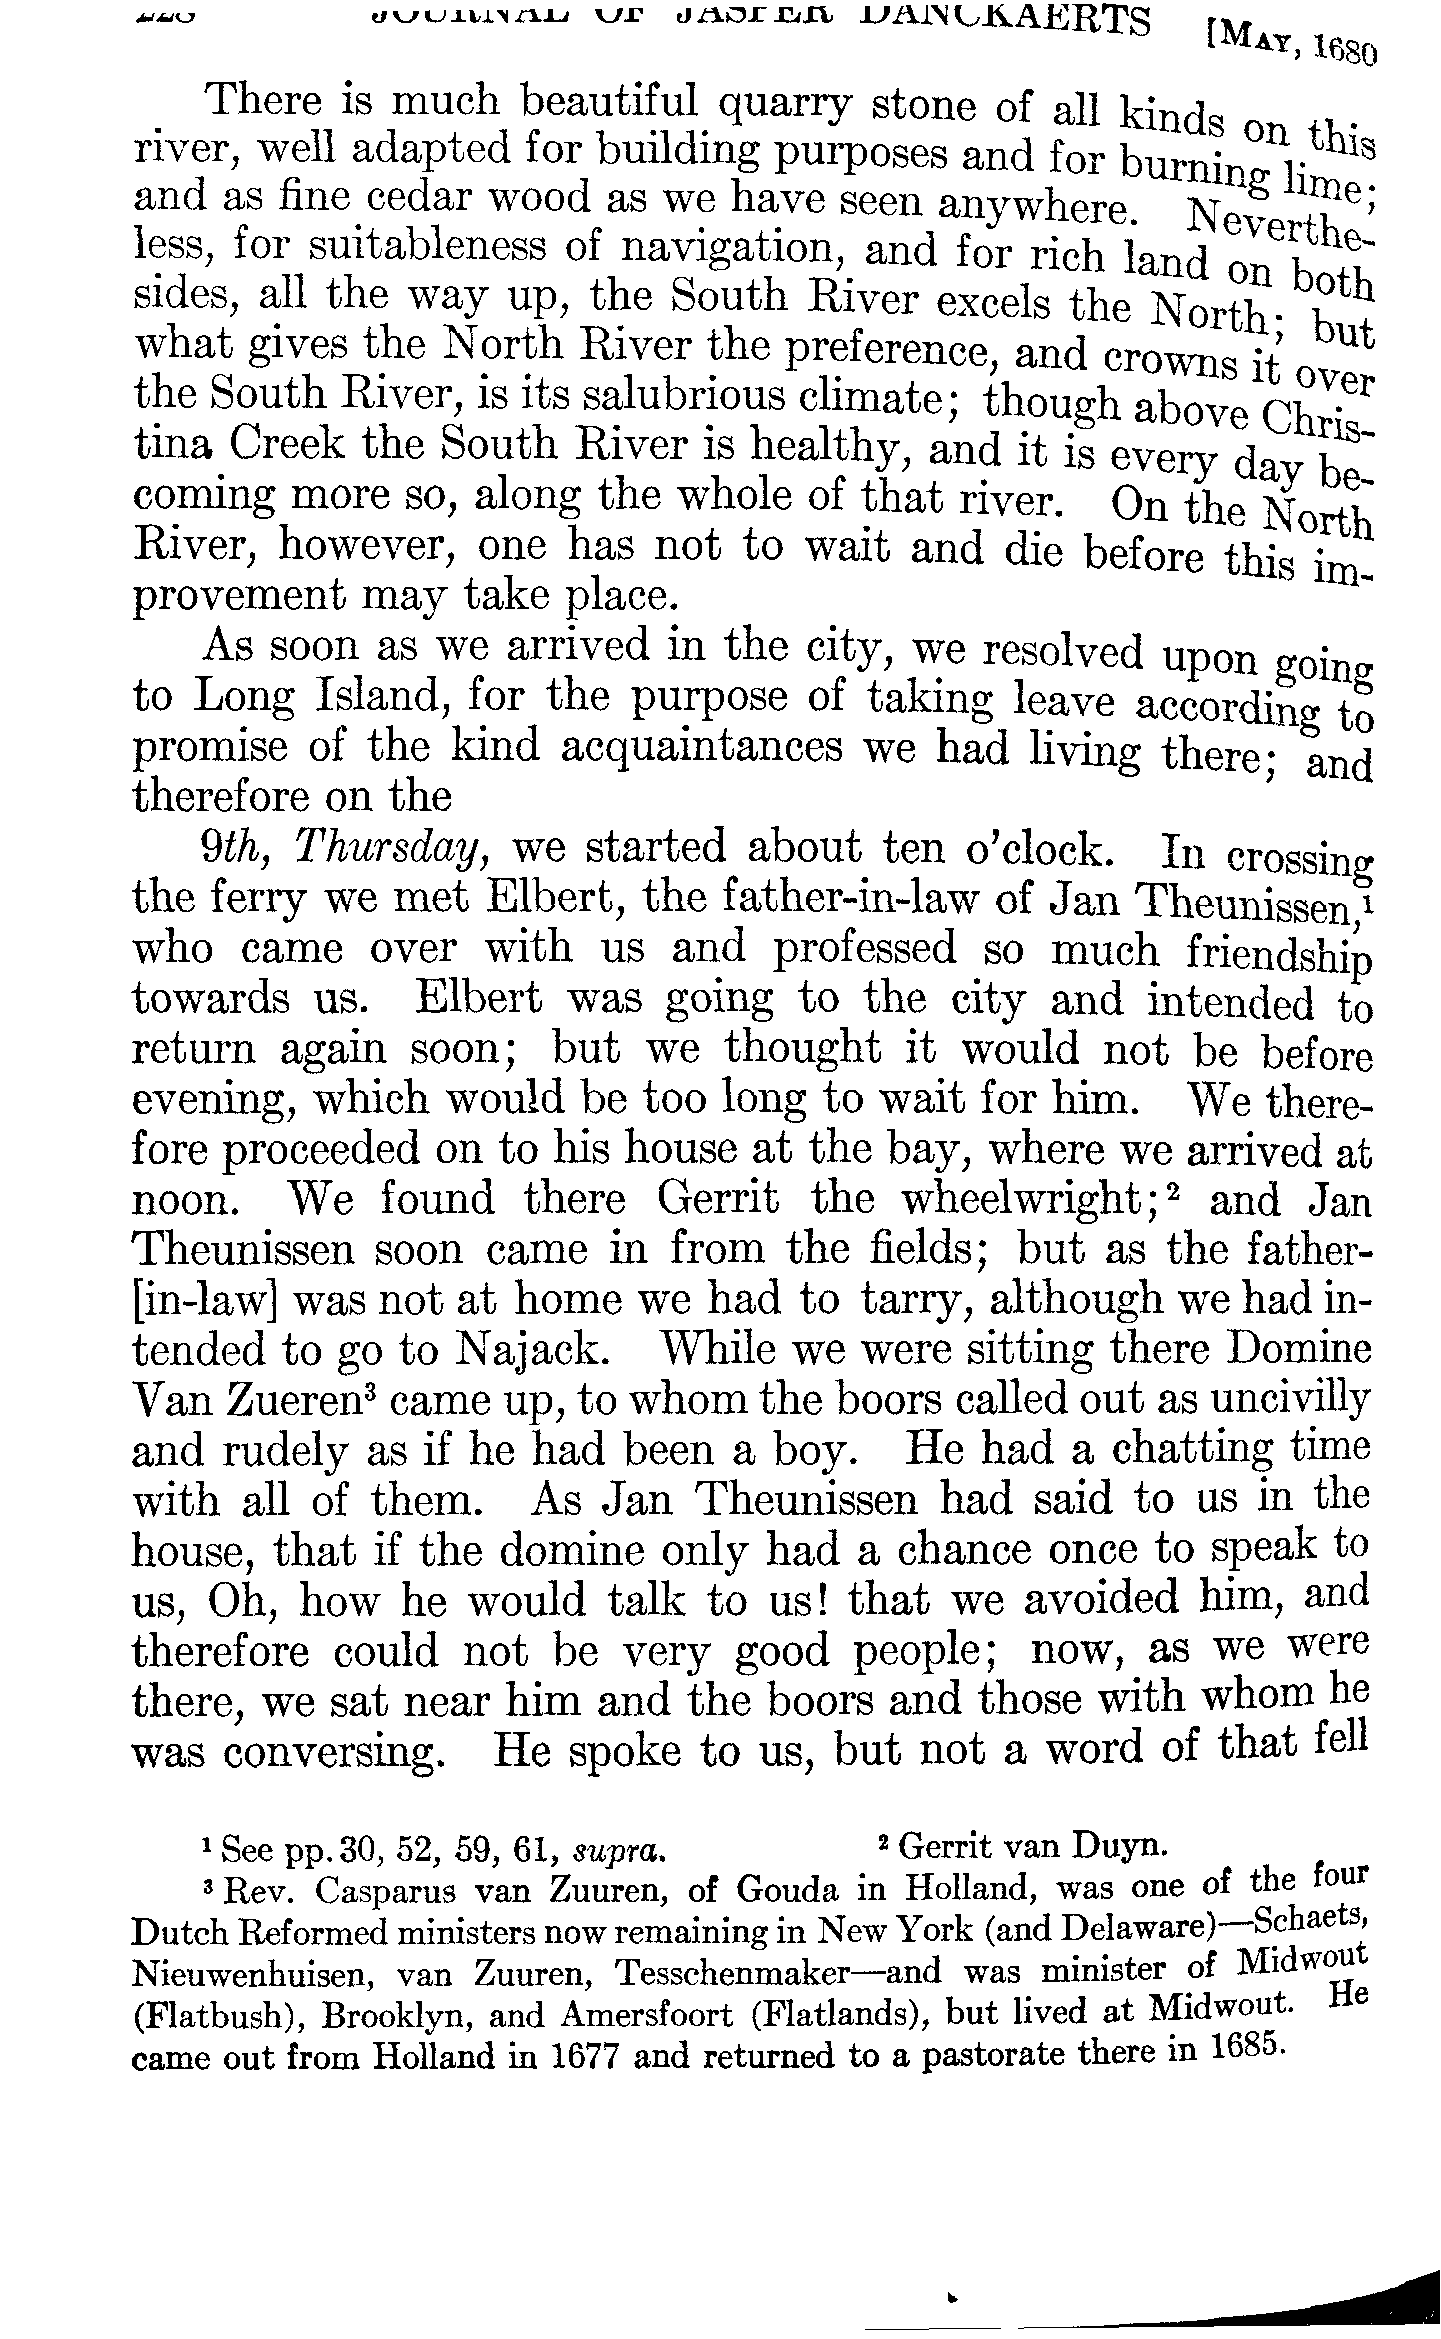 JOURNAL OF JASPER DANCKAERTS [MAY, 1680
There is much beautiful quarry stone of all kinds on this
river, well adapted for building purposes and for burning lime;
and as fine cedar wood as we have seen anywhere. Neverthe-
less, for suitableness of navigation, and for rich land on both
sides, all the way up, the South River excels the North; but
what gives the North River the preference, and crowns it over
the South River, is its salubrious climate; though above Chris-
tina Creek the South River is healthy, and it is every day be-
coming more so, along the whole of that river. On the North
River, however, one has not to wait and die before this im-
provement may take place.
As soon as we arrived in the city, we resolved upon going
to Long Island, for the purpose of taking leave according to
promise of the kind acquaintances we had living there; and
therefore on the
9th, Thursday, we started about ten o'clock. In crossing
the ferry we met Elbert, the father-in-law of Jan Theunissen,¹
who came over with us and professed so much friendship
towards us. Elbert was going to the city and intended to
return again soon; but we thought it would not be before
evening, which would be too long to wait for him. We there-
fore proceeded on to his house at the bay, where we arrived at
noon. We found there Gerrit the wheelwright;² and Jan
Theunissen soon came in from the fields; but as the father-
[in-law] was not at home we had to tarry, although we had in-
tended to go to Najack. While we were sitting there Domine
Van Zueren³ came up, to whom the boors called out as uncivilly
and rudely as if he had been a boy. He had a chatting time
with all of them. As Jan Theunissen had said to us in the
house, that if the domine only had a chance once to speak to
us, Oh, how he would talk to us! that we avoided him, and
therefore could not be very good people; now, as we were
there, we sat near him and the boors and those with whom he
was conversing. He spoke to us, but not a word of that fell
¹ See pp. 30, 52, 59, 61, supra. ² Gerrit van Duyn.
³ Rev. Casparus van Zuuren, of Gouda in Holland, was one of the four
Dutch Reformed ministers now remaining in New York (and Delaware)—Schaets,
Nieuwenhuisen, van Zuuren, Tesschenmaker—and was minister of Midwout
(Flatbush), Brooklyn, and Amersfoort (Flatlands), but lived at Midwout. He
came out from Holland in 1677 and returned to a pastorate there in 1685.